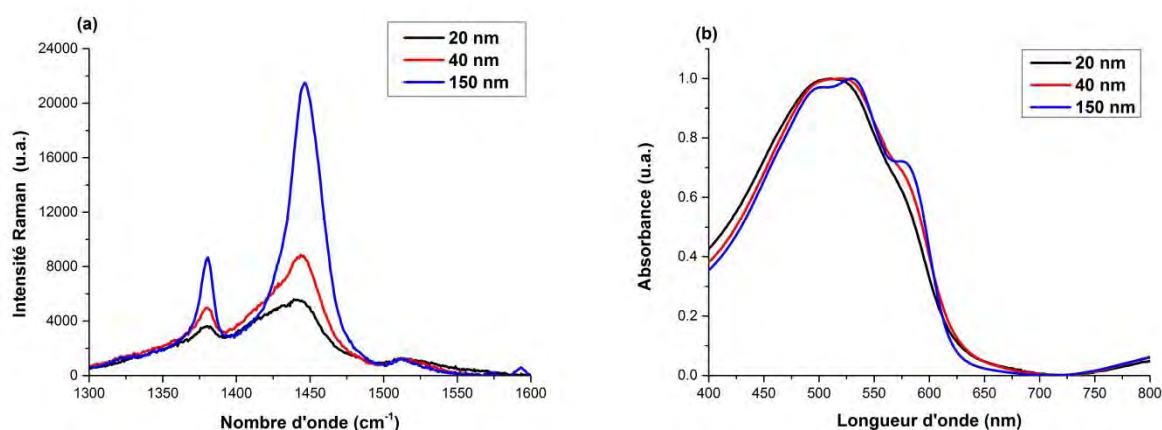 (a)
20 nm
40 nm
150 nm
24000
20000
16000
12000
8000
4000
0
Intensité Raman (u.a.)
1300
1350
1400
1450
1500
1550
1600
Nombre d'onde (cm⁻¹)
(b)
20 nm
40 nm
150 nm
1.0
0.8
0.6
0.4
0.2
0.0
Absorbance (u.a.)
400
450
500
550
600
650
700
750
800
Longueur d'onde (nm)